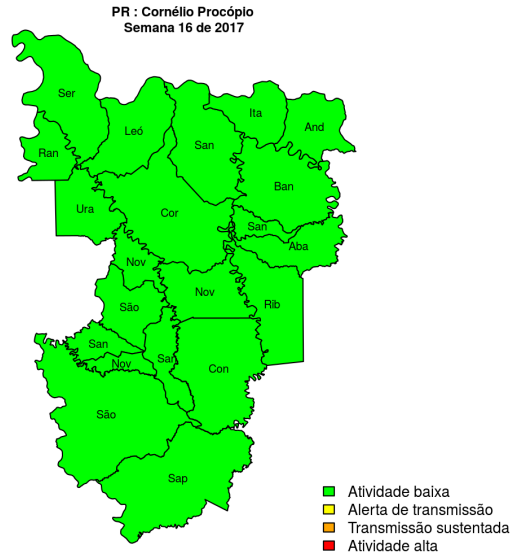 PR : Cornélio Procópio
Semana 16 de 2017
Ser
Ita
And
Leó
San
Ran
Ban
Ura
Cor
San
Aba
Nov
Nov
Rib
São
San
San
Nov
Con
São
Sap
Atividade baixa
Alerta de transmissão
Transmissão sustentada
Atividade alta